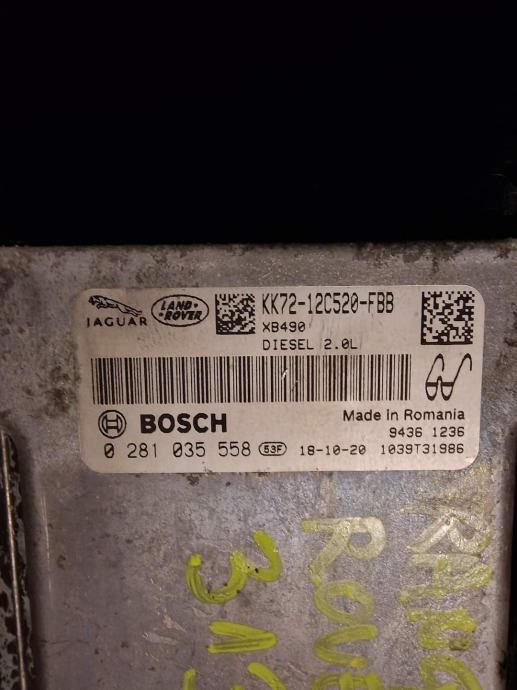 JAGUAR
LAND ROVER
KK72-12C520-FBB
XB490
DIESEL 2.0L
BOSCH
Made in Romania
9436 1236
0 281 035 558 53F 18-10-20 1039T31986